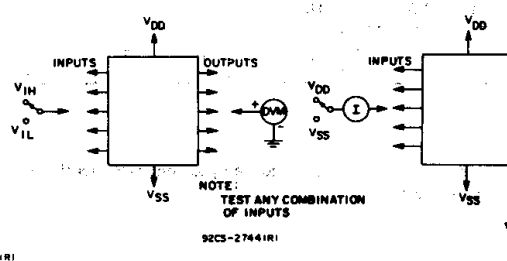 VDD
INPUTS
OUTPUTS
VIH
VIL
+
DVM
-
VSS
NOTE:
TEST ANY COMBINATION
OF INPUTS
92CS-27441RI
VDD
INPUTS
VDD
I
VSS
VSS
IRI